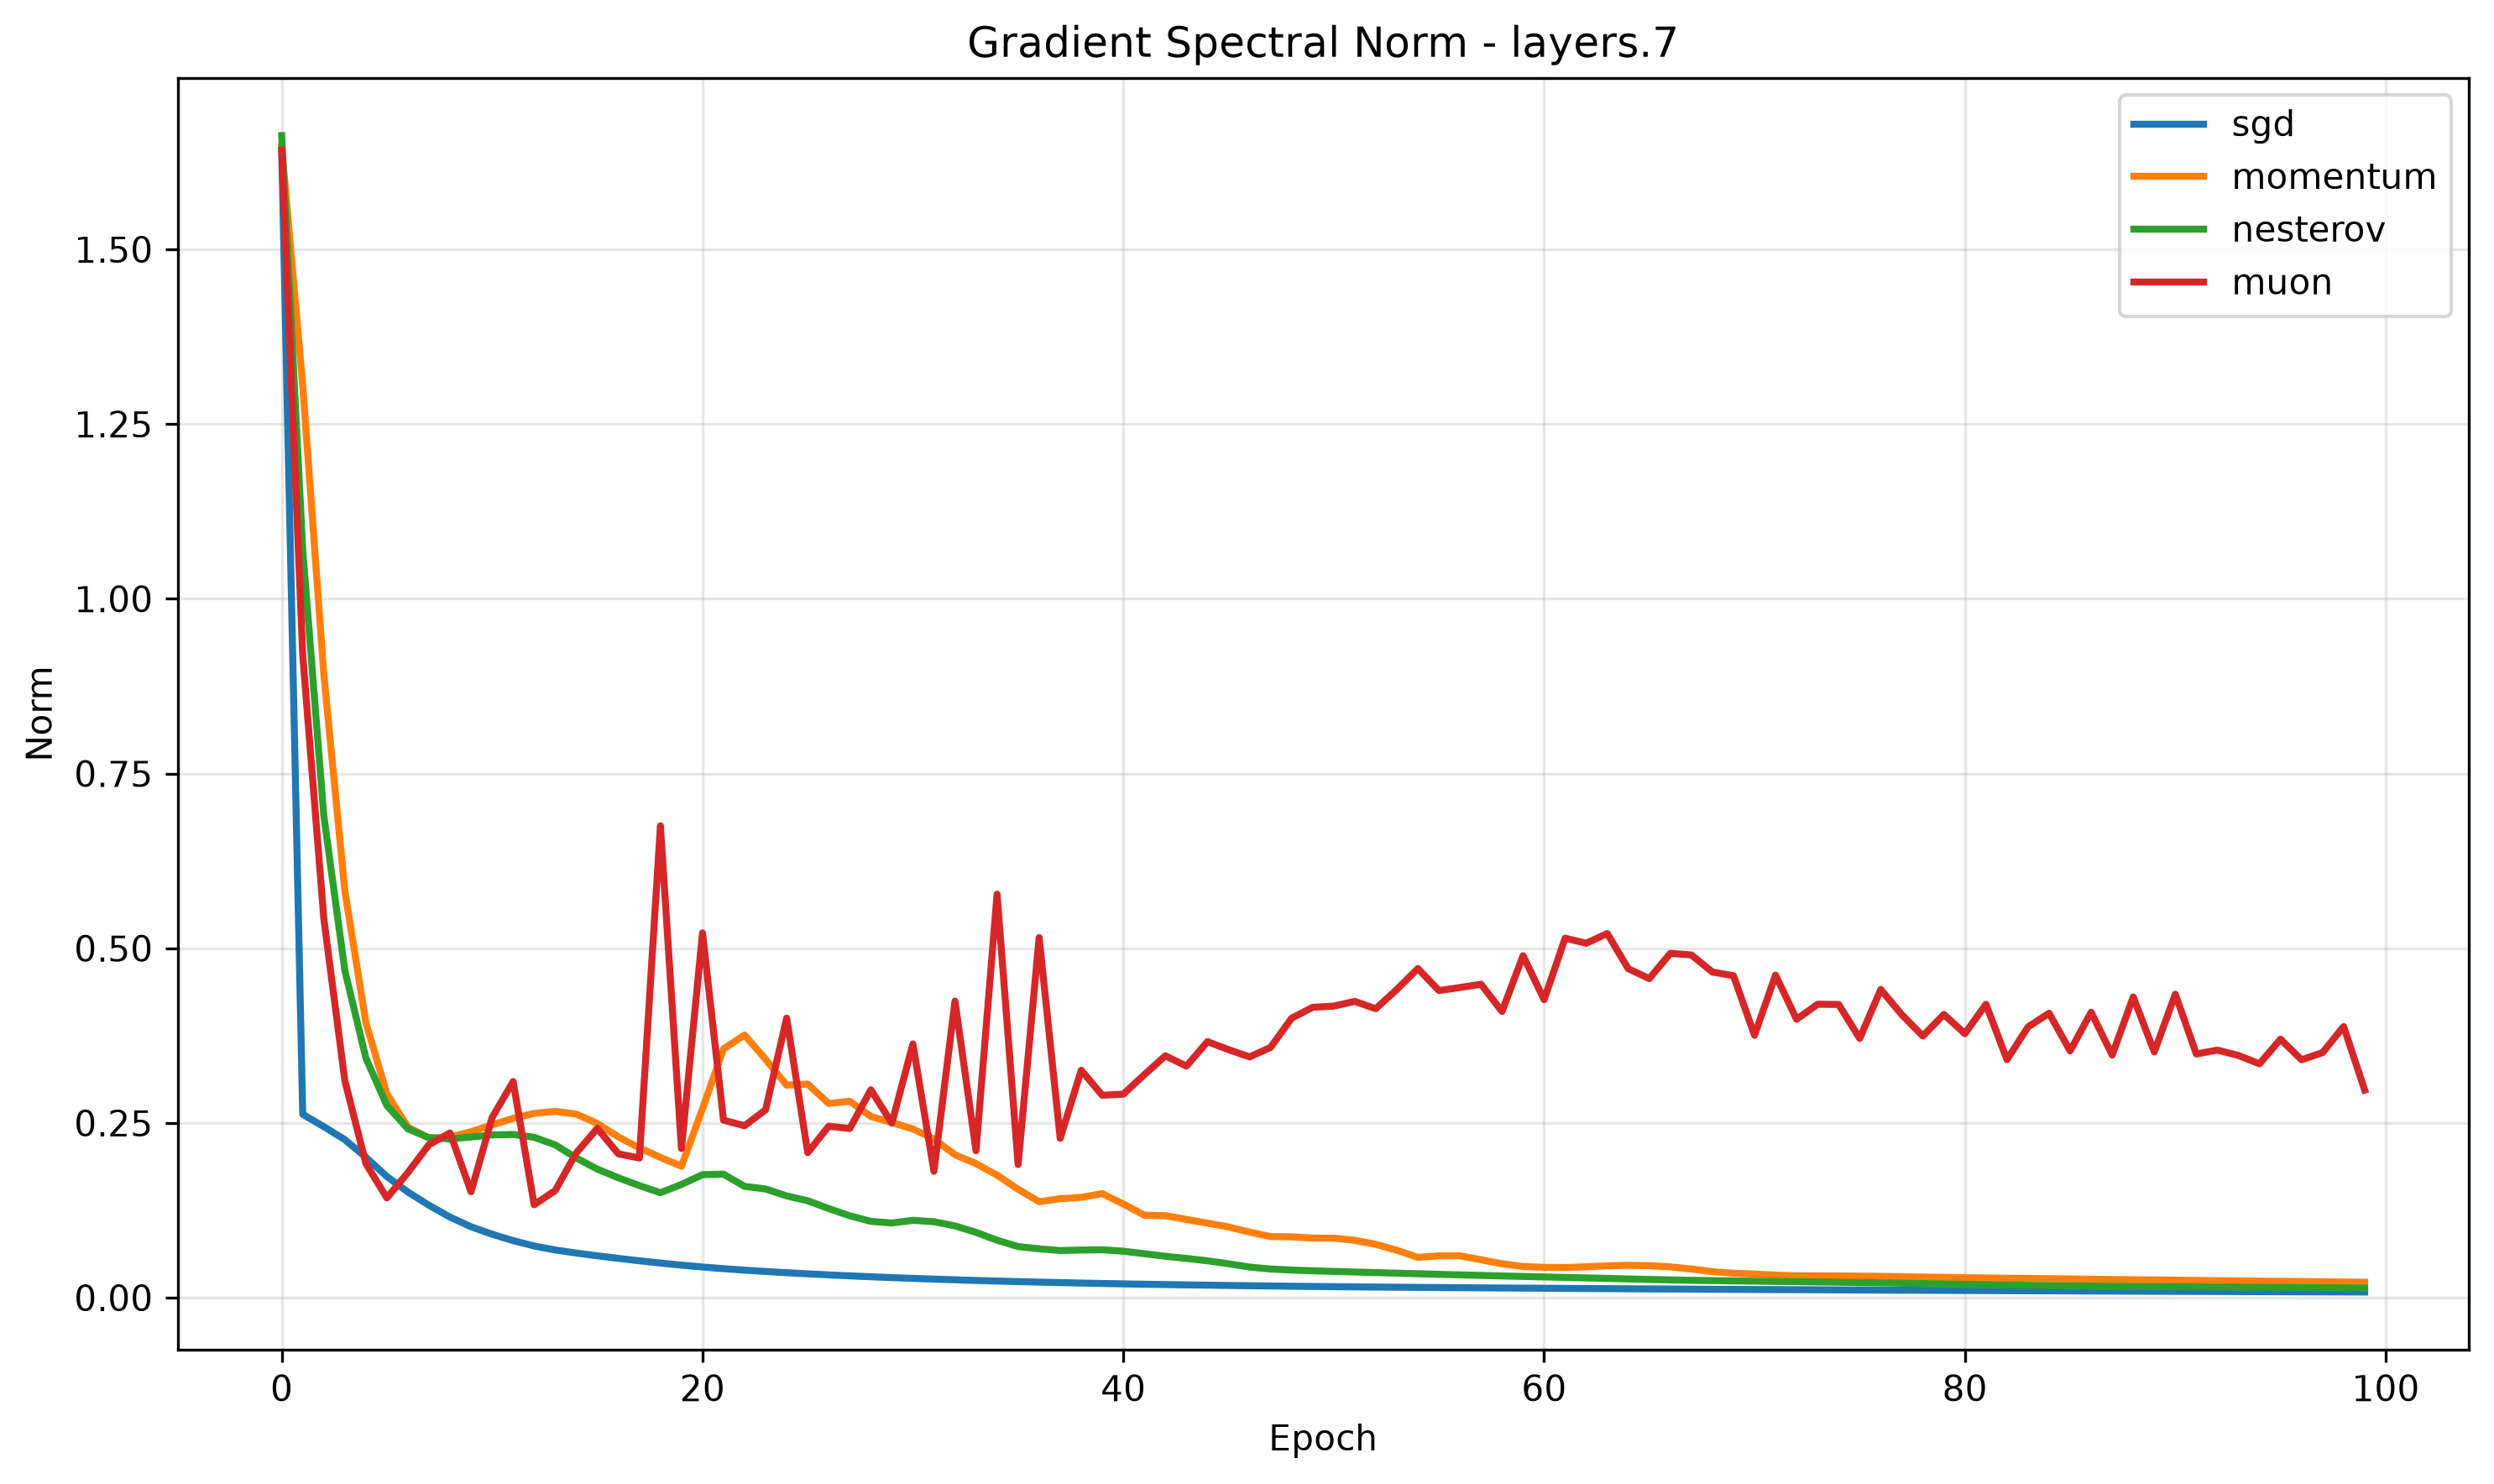 Gradient Spectral Norm - layers.7
sgd
momentum
nesterov
muon
1.50
1.25
1.00
0.75
0.50
0.25
0.00
Norm
0 20 40 60 80 100
Epoch